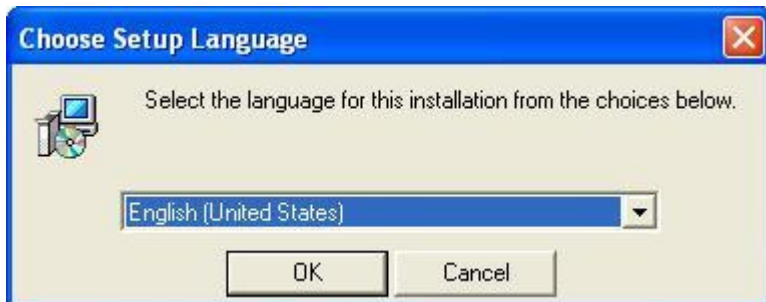 Choose Setup Language
Select the language for this installation from the choices below.
English (United States)
OK
Cancel